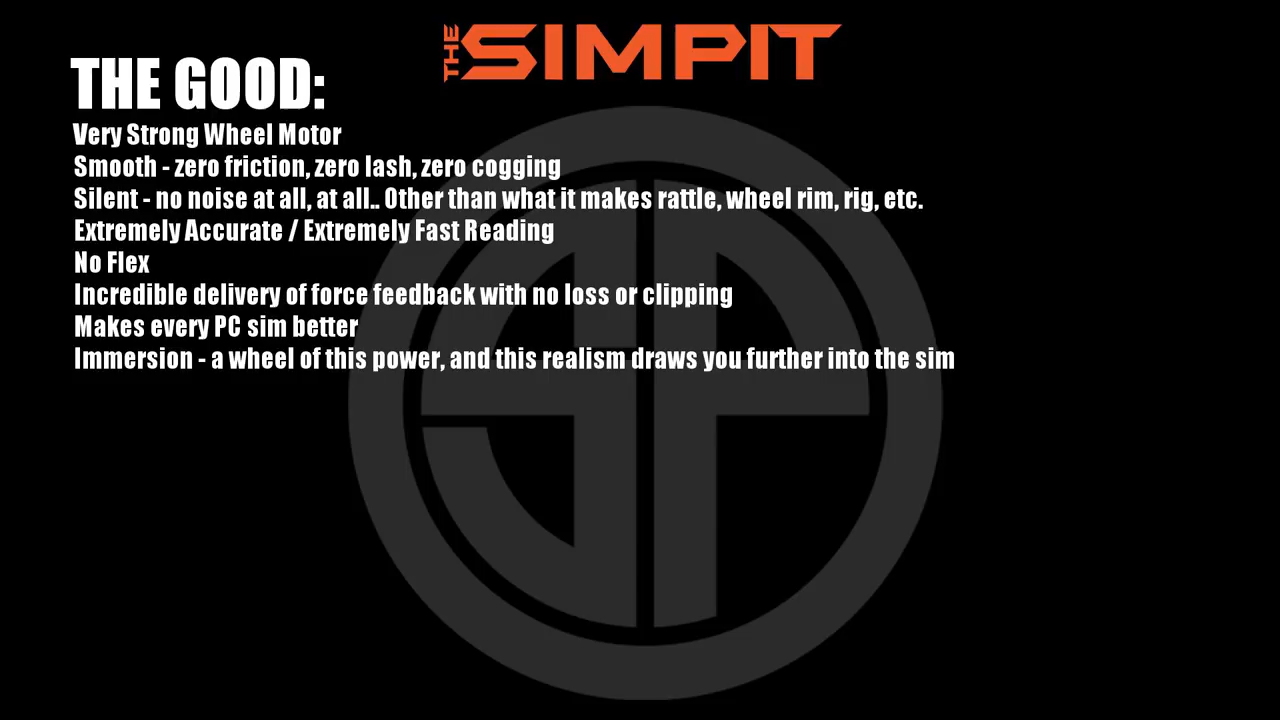 THE SIMPIT
THE GOOD:
Very Strong Wheel Motor
Smooth - zero friction, zero lash, zero cogging
Silent - no noise at all, at all.. Other than what it makes rattle, wheel rim, rig, etc.
Extremely Accurate / Extremely Fast Reading
No Flex
Incredible delivery of force feedback with no loss or clipping
Makes every PC sim better
Immersion - a wheel of this power, and this realism draws you further into the sim